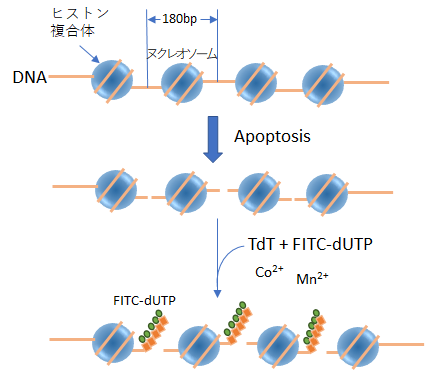 ヒストン
複合体
180bp
ヌクレオソーム
DNA
Apoptosis
TdT + FITC-dUTP
Co2+
Mn2+
FITC-dUTP